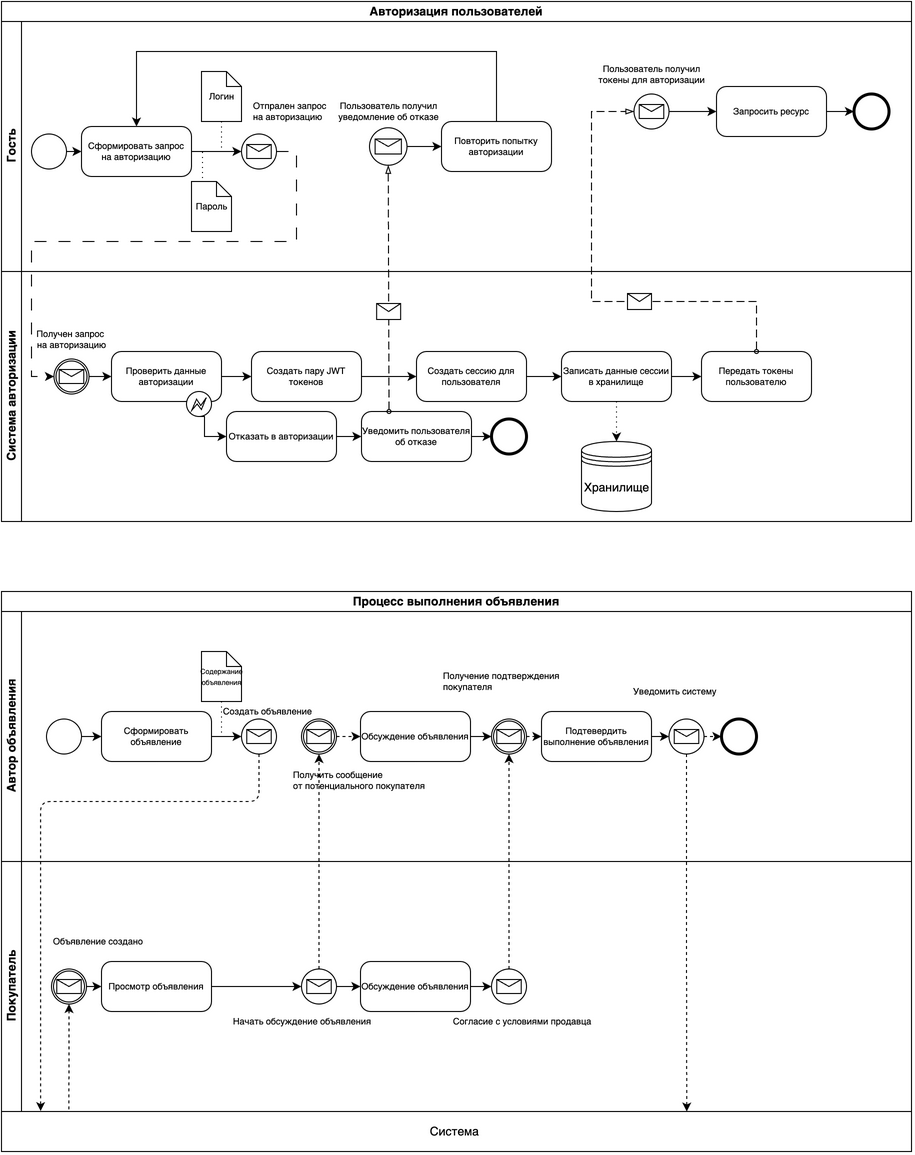 Авторизация пользователей
Гость
Логин
Отпрален запрос
на авторизацию
Пользователь получил
уведомление об отказе
Пользователь получил
токены для авторизации
Сформировать запрос
на авторизацию
Повторить попытку
авторизации
Запросить ресурс
Пароль
Система авторизации
Получен запрос
на авторизацию
Проверить данные
авторизации
Создать пару JWT
токенов
Создать сессию для
пользователя
Записать данные сессии
в хранилище
Передать токены
пользователю
Отказать в авторизации
Уведомить пользователя
об отказе
Хранилище
Процесс выполнения объявления
Автор объявления
Содержание
объявления
Создать объявление
Получение подтверждения
покупателя
Уведомить систему
Сформировать
объявление
Обсуждение объявления
Подтевердить
выполнение объявления
Получить сообщение
от потенциального покупателя
Покупатель
Объявление создано
Просмотр объявления
Обсуждение объявления
Начать обсуждение объявления
Согласие с условиями продавца
Система